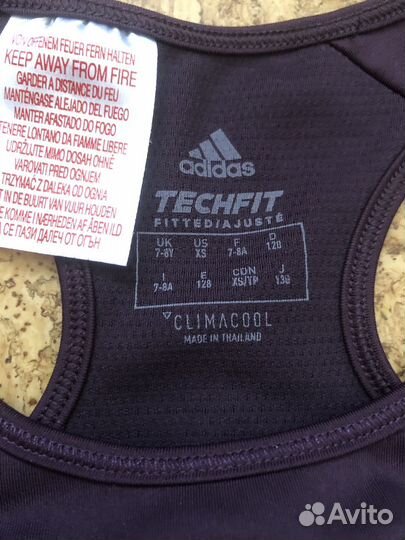 VON OFFENEM FEUER FERN HALTEN
KEEP AWAY FROM FIRE
GARDER A DISTANCE DU FEU
MANTÉNGASE ALEJADO DEL FUEGO
MANTER AFASTADO DO FOGO
TENERE LONTANO DA FIAMME LIBERE
UDRŽUJTE MIMO DOSAH OHNĚ
VAROVATI PRED OGNJEM
TRZYMAĆ Z DALEKA OD OGNIA
IN DE BUURT VAN VUUR HOUDEN
KOMME I NÆRHEDEN AF ÅBEN ILD
СЕ ПАЗИ ДАЛЕЧ ОТ ОГЪН
adidas
TECHFIT
FITTED/AJUSTÉ
UK US F D
7-8Y XS 7-8A 128
I E CDN J
7-8A 128 XS/TP 130
CLIMACOOL
MADE IN THAILAND
Avito